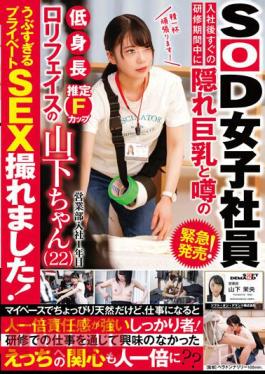 SOD女子社員
入社後すぐの
研修期間中に
隠れ巨乳と噂の
緊急発売!
精一杯
頑張ります!
低身長
推定Fカップ
ロリフェイスの
山下ちゃん(22)
営業部入社1年目
うぶすぎる
プライベートSEX撮れました!
マイペースでちょっぴり天然だけど、仕事になると
人一倍責任感が強いしっかり者!
研修での仕事を通じて興味のなかった
えっちへの関心も人一倍に??